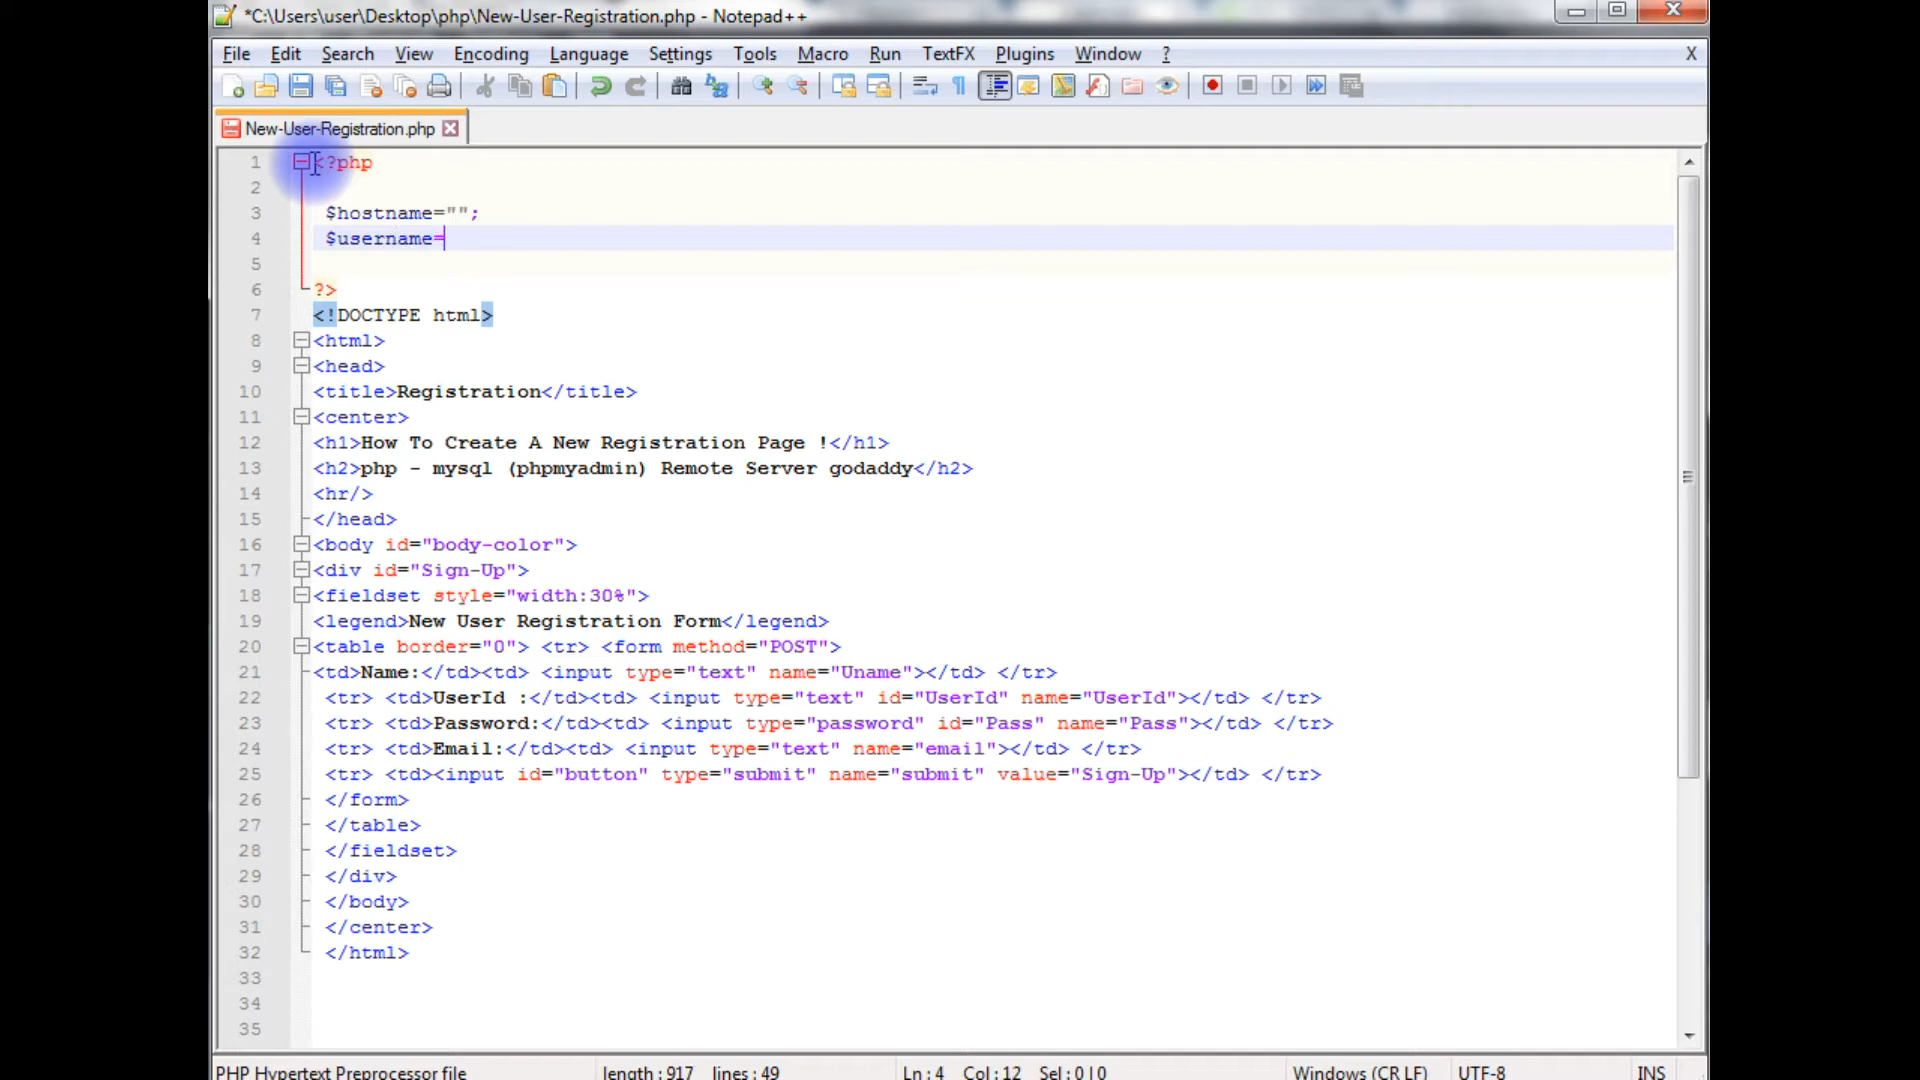 *C:\Users\user\Desktop\php\New-User-Registration.php - Notepad++
File Edit Search View Encoding Language Settings Tools Macro Run TextFX Plugins Window ? X
New-User-Registration.php
1 <?php
2
3 $hostname="";
4 $username=
5
6 ?>
7 <!DOCTYPE html>
8 <html>
9 <head>
10 <title>Registration</title>
11 <center>
12 <h1>How To Create A New Registration Page !</h1>
13 <h2>php - mysql (phpmyadmin) Remote Server godaddy</h2>
14 <hr/>
15 </head>
16 <body id="body-color">
17 <div id="Sign-Up">
18 <fieldset style="width:30%">
19 <legend>New User Registration Form</legend>
20 <table border="0"> <tr> <form method="POST">
21 <td>Name:</td><td> <input type="text" name="Uname"></td> </tr>
22 <tr> <td>UserId :</td><td> <input type="text" id="UserId" name="UserId"></td> </tr>
23 <tr> <td>Password:</td><td> <input type="password" id="Pass" name="Pass"></td> </tr>
24 <tr> <td>Email:</td><td> <input type="text" name="email"></td> </tr>
25 <tr> <td><input id="button" type="submit" name="submit" value="Sign-Up"></td> </tr>
26 </form>
27 </table>
28 </fieldset>
29 </div>
30 </body>
31 </center>
32 </html>
33
34
35
PHP Hypertext Preprocessor file length : 917 lines : 49 Ln : 4 Col : 12 Sel : 0 | 0 Windows (CR LF) UTF-8 INS